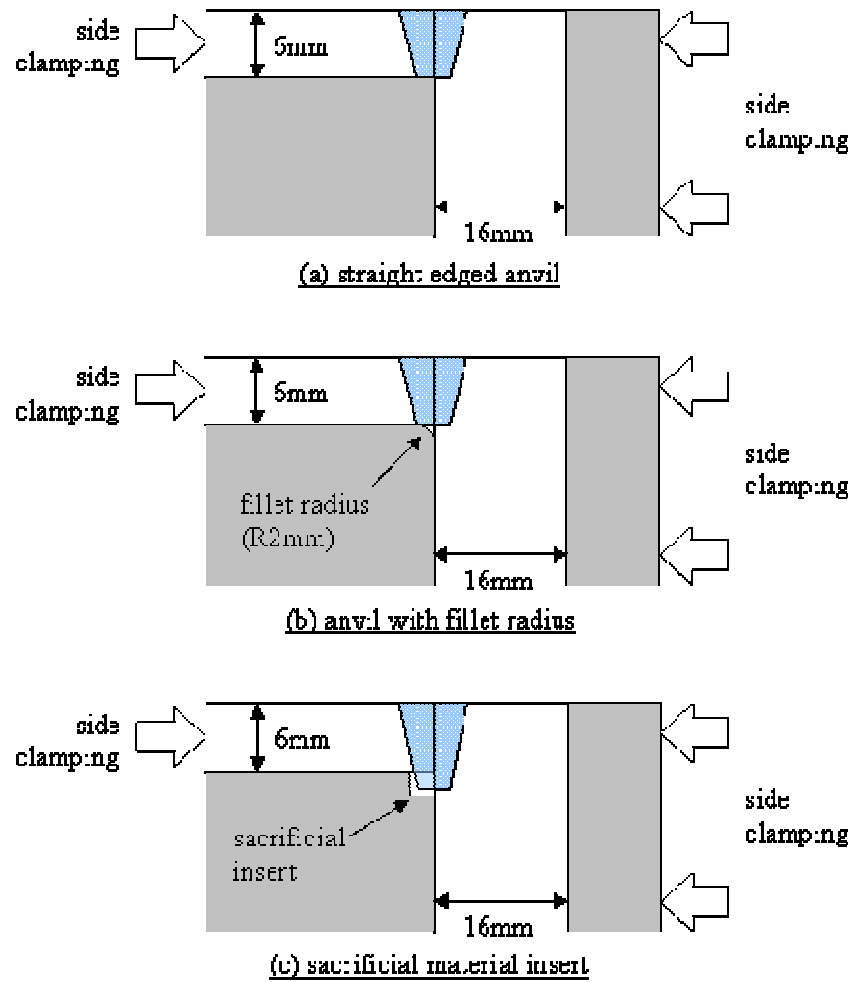 side
clamping
6mm
side
clamping
16mm
(a) straight edged anvil
side
clamping
6mm
side
clamping
fillet radius
(R2mm)
16mm
(b) anvil with fillet radius
side
clamping
6mm
side
clamping
sacrificial
insert
16mm
(c) sacrificial material insert